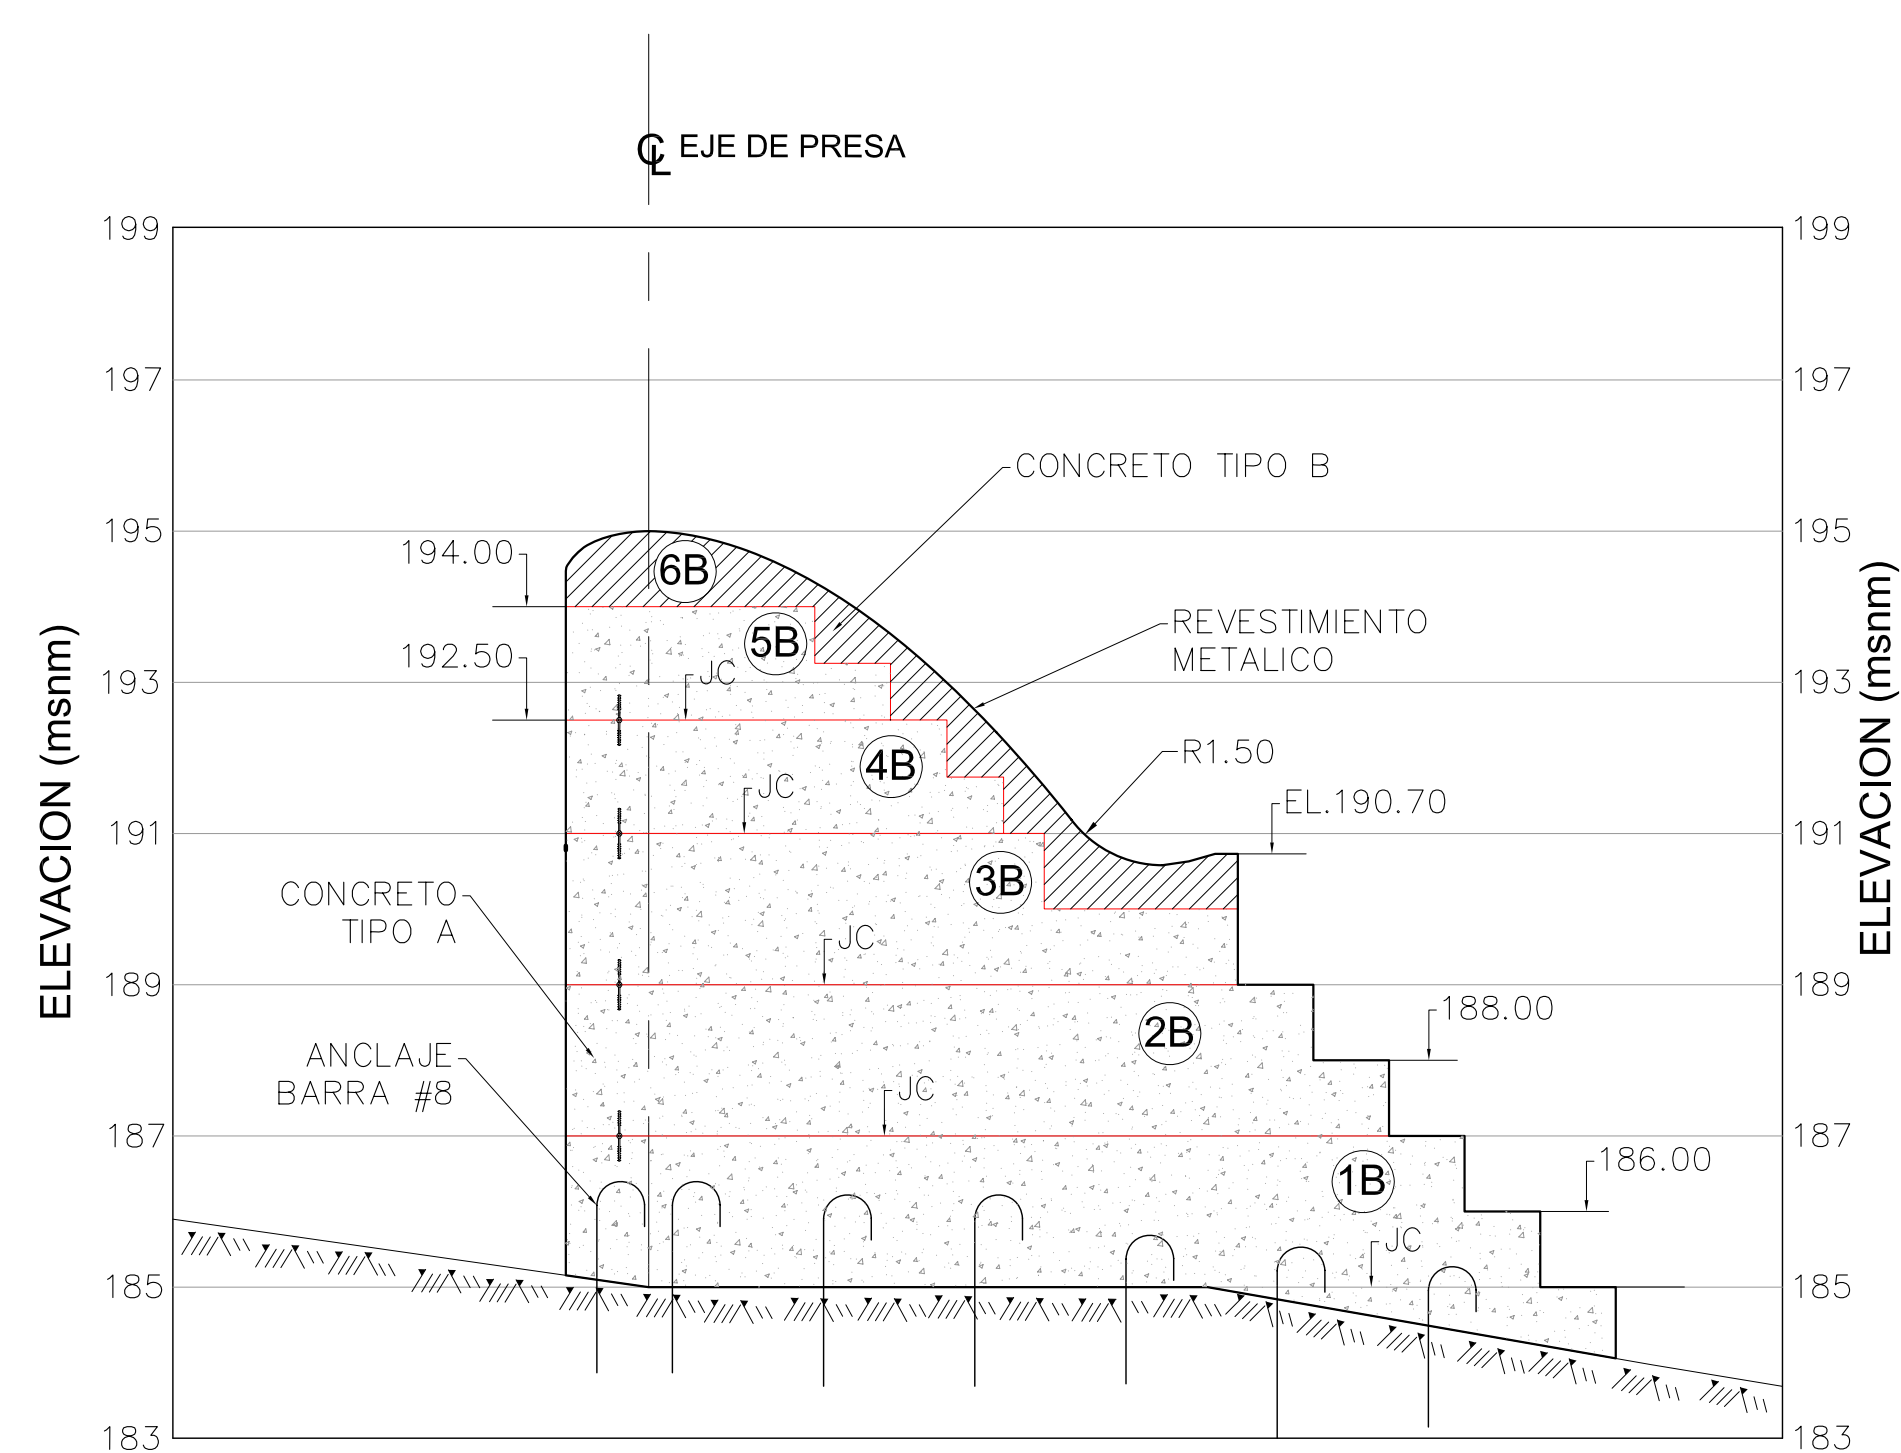 ℄ EJE DE PRESA
199
199
197
197
CONCRETO TIPO B
195
195
194.00
6B
REVESTIMIENTO
METALICO
5B
192.50
JC
193
193
4B
R1.50
JC
EL.190.70
191
191
3B
CONCRETO
TIPO A
JC
189
189
188.00
2B
ANCLAJE
BARRA #8
JC
187
187
186.00
1B
JC
185
185
183
183
ELEVACION (msnm)
ELEVACION (msnm)